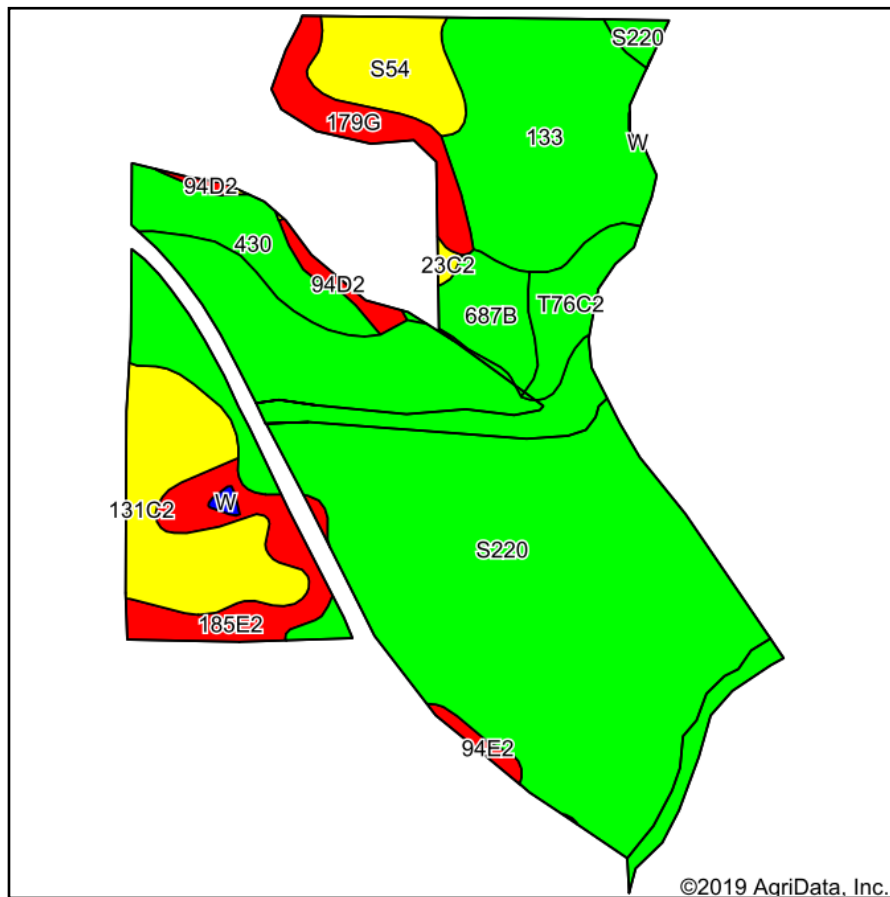 S220
S54
179G
133
W
94D2
430
23C2
94D2
687B
T76C2
W
131C2
S220
185E2
94E2
©2019 AgriData, Inc.